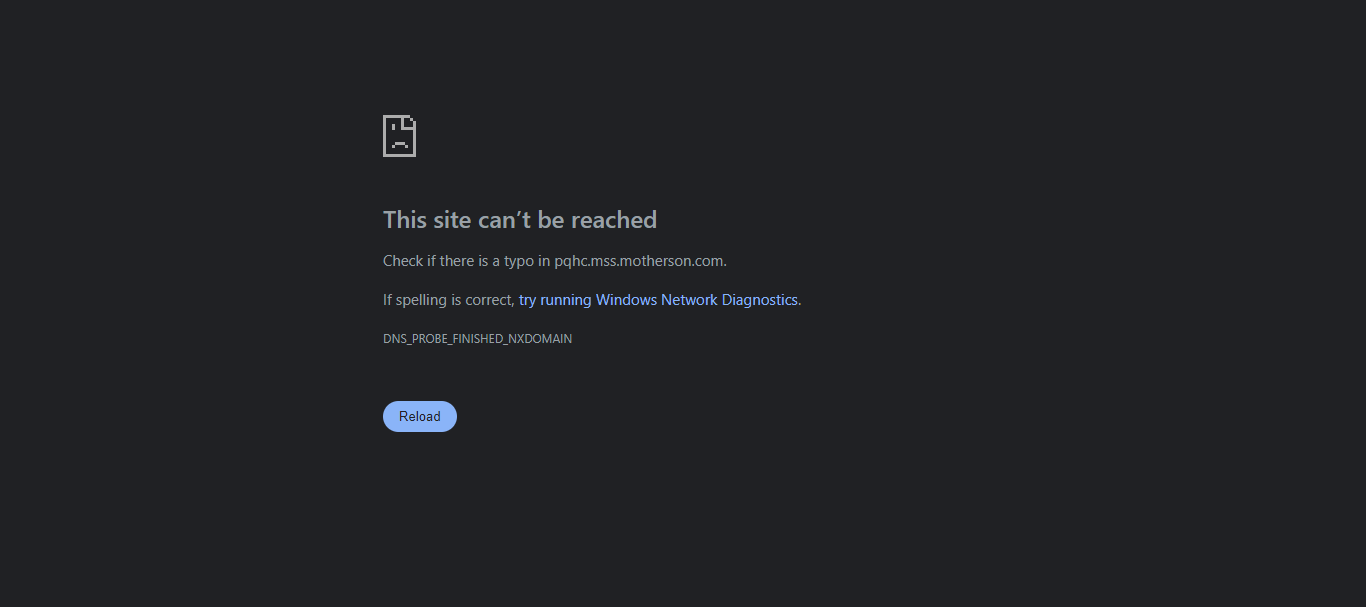 This site can’t be reached
Check if there is a typo in pqhc.mss.motherson.com.
If spelling is correct, try running Windows Network Diagnostics.
DNS_PROBE_FINISHED_NXDOMAIN
Reload